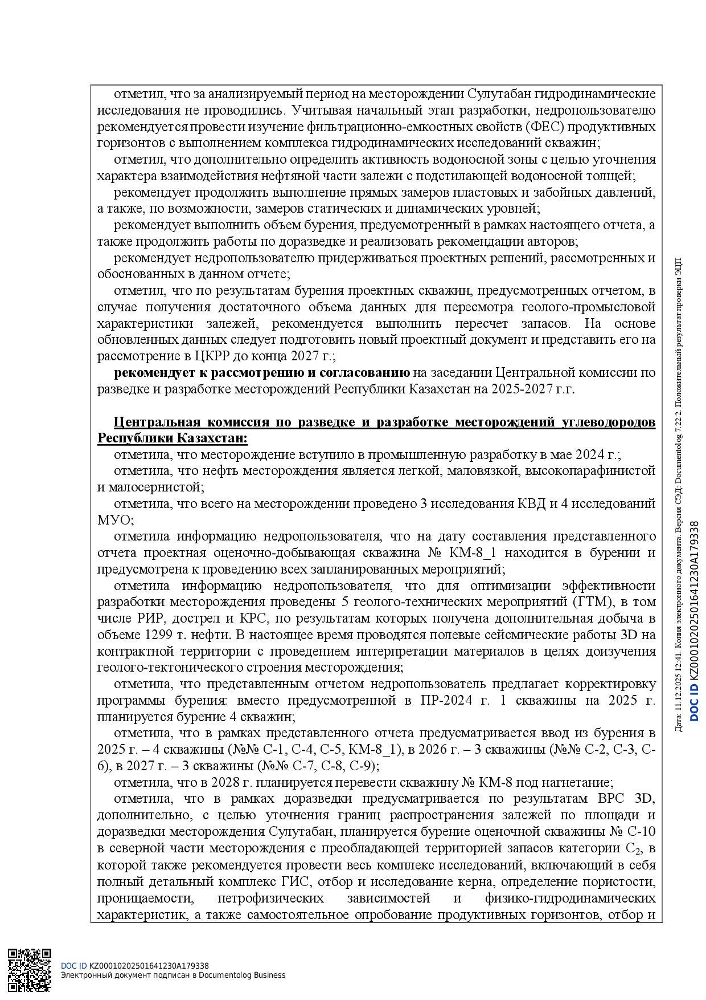 отметил, что за анализируемый период на месторождении Сулутабан гидродинамические
исследования не проводились. Учитывая начальный этап разработки, недропользователю
рекомендуется провести изучение фильтрационно-емкостных свойств (ФЕС) продуктивных
горизонтов с выполнением комплекса гидродинамических исследований скважин;
отметил, что дополнительно определить активность водоносной зоны с целью уточнения
характера взаимодействия нефтяной части залежи с подстилающей водоносной толщей;
рекомендует продолжить выполнение прямых замеров пластовых и забойных давлений,
а также, по возможности, замеров статических и динамических уровней;
рекомендует выполнить объем бурения, предусмотренный в рамках настоящего отчета, а
также продолжить работы по доразведке и реализовать рекомендации авторов;
рекомендует недропользователю придерживаться проектных решений, рассмотренных и
обоснованных в данном отчете;
отметил, что по результатам бурения проектных скважин, предусмотренных отчетом, в
случае получения достаточного объема данных для пересмотра геолого-промысловой
характеристики залежей, рекомендуется выполнить пересчет запасов. На основе
обновленных данных следует подготовить новый проектный документ и представить его на
рассмотрение в ЦКРР до конца 2027 г.;
рекомендует к рассмотрению и согласованию на заседании Центральной комиссии по
разведке и разработке месторождений Республики Казахстан на 2025-2027 г.г.
Центральная комиссия по разведке и разработке месторождений углеводородов
Республики Казахстан:
отметила, что месторождение вступило в промышленную разработку в мае 2024 г.;
отметила, что нефть месторождения является легкой, маловязкой, высокопарафинистой
и малосернистой;
отметила, что всего на месторождении проведено 3 исследования КВД и 4 исследований
МУО;
отметила информацию недропользователя, что на дату составления представленного
отчета проектная оценочно-добывающая скважина № КМ-8_1 находится в бурении и
предусмотрена к проведению всех запланированных мероприятий;
отметила информацию недропользователя, что для оптимизации эффективности
разработки месторождения проведены 5 геолого-технических мероприятий (ГТМ), в том
числе РИР, дострел и КРС, по результатам которых получена дополнительная добыча в
объеме 1299 т. нефти. В настоящее время проводятся полевые сейсмические работы 3D на
контрактной территории с проведением интерпретации материалов в целях доизучения
геолого-тектонического строения месторождения;
отметила, что представленным отчетом недропользователь предлагает корректировку
программы бурения: вместо предусмотренной в ПР-2024 г. 1 скважины на 2025 г.
планируется бурение 4 скважин;
отметила, что в рамках представленного отчета предусматривается ввод из бурения в
2025 г. – 4 скважины (№№ С-1, С-4, С-5, КМ-8_1), в 2026 г. – 3 скважины (№№ С-2, С-3, С-
6), в 2027 г. – 3 скважины (№№ С-7, С-8, С-9);
отметила, что в 2028 г. планируется перевести скважину № КМ-8 под нагнетание;
отметила, что в рамках доразведки предусматривается по результатам ВРС 3D,
дополнительно, с целью уточнения границ распространения залежей по площади и
доразведки месторождения Сулутабан, планируется бурение оценочной скважины № С-10
в северной части месторождения с преобладающей территорией запасов категории С₂, в
которой также рекомендуется провести весь комплекс исследований, включающий в себя
полный детальный комплекс ГИС, отбор и исследование керна, определение пористости,
проницаемости, петрофизических зависимостей и физико-гидродинамических
характеристик, а также самостоятельное опробование продуктивных горизонтов, отбор и
Дата: 11.12.2025 12:41. Копия электронного документа. Версия СЭД: Documentolog 7.22.2. Положительный результат проверки ЭЦП
DOC ID KZ00010202501641230A179338
DOC ID KZ00010202501641230A179338
Электронный документ подписан в Documentolog Business